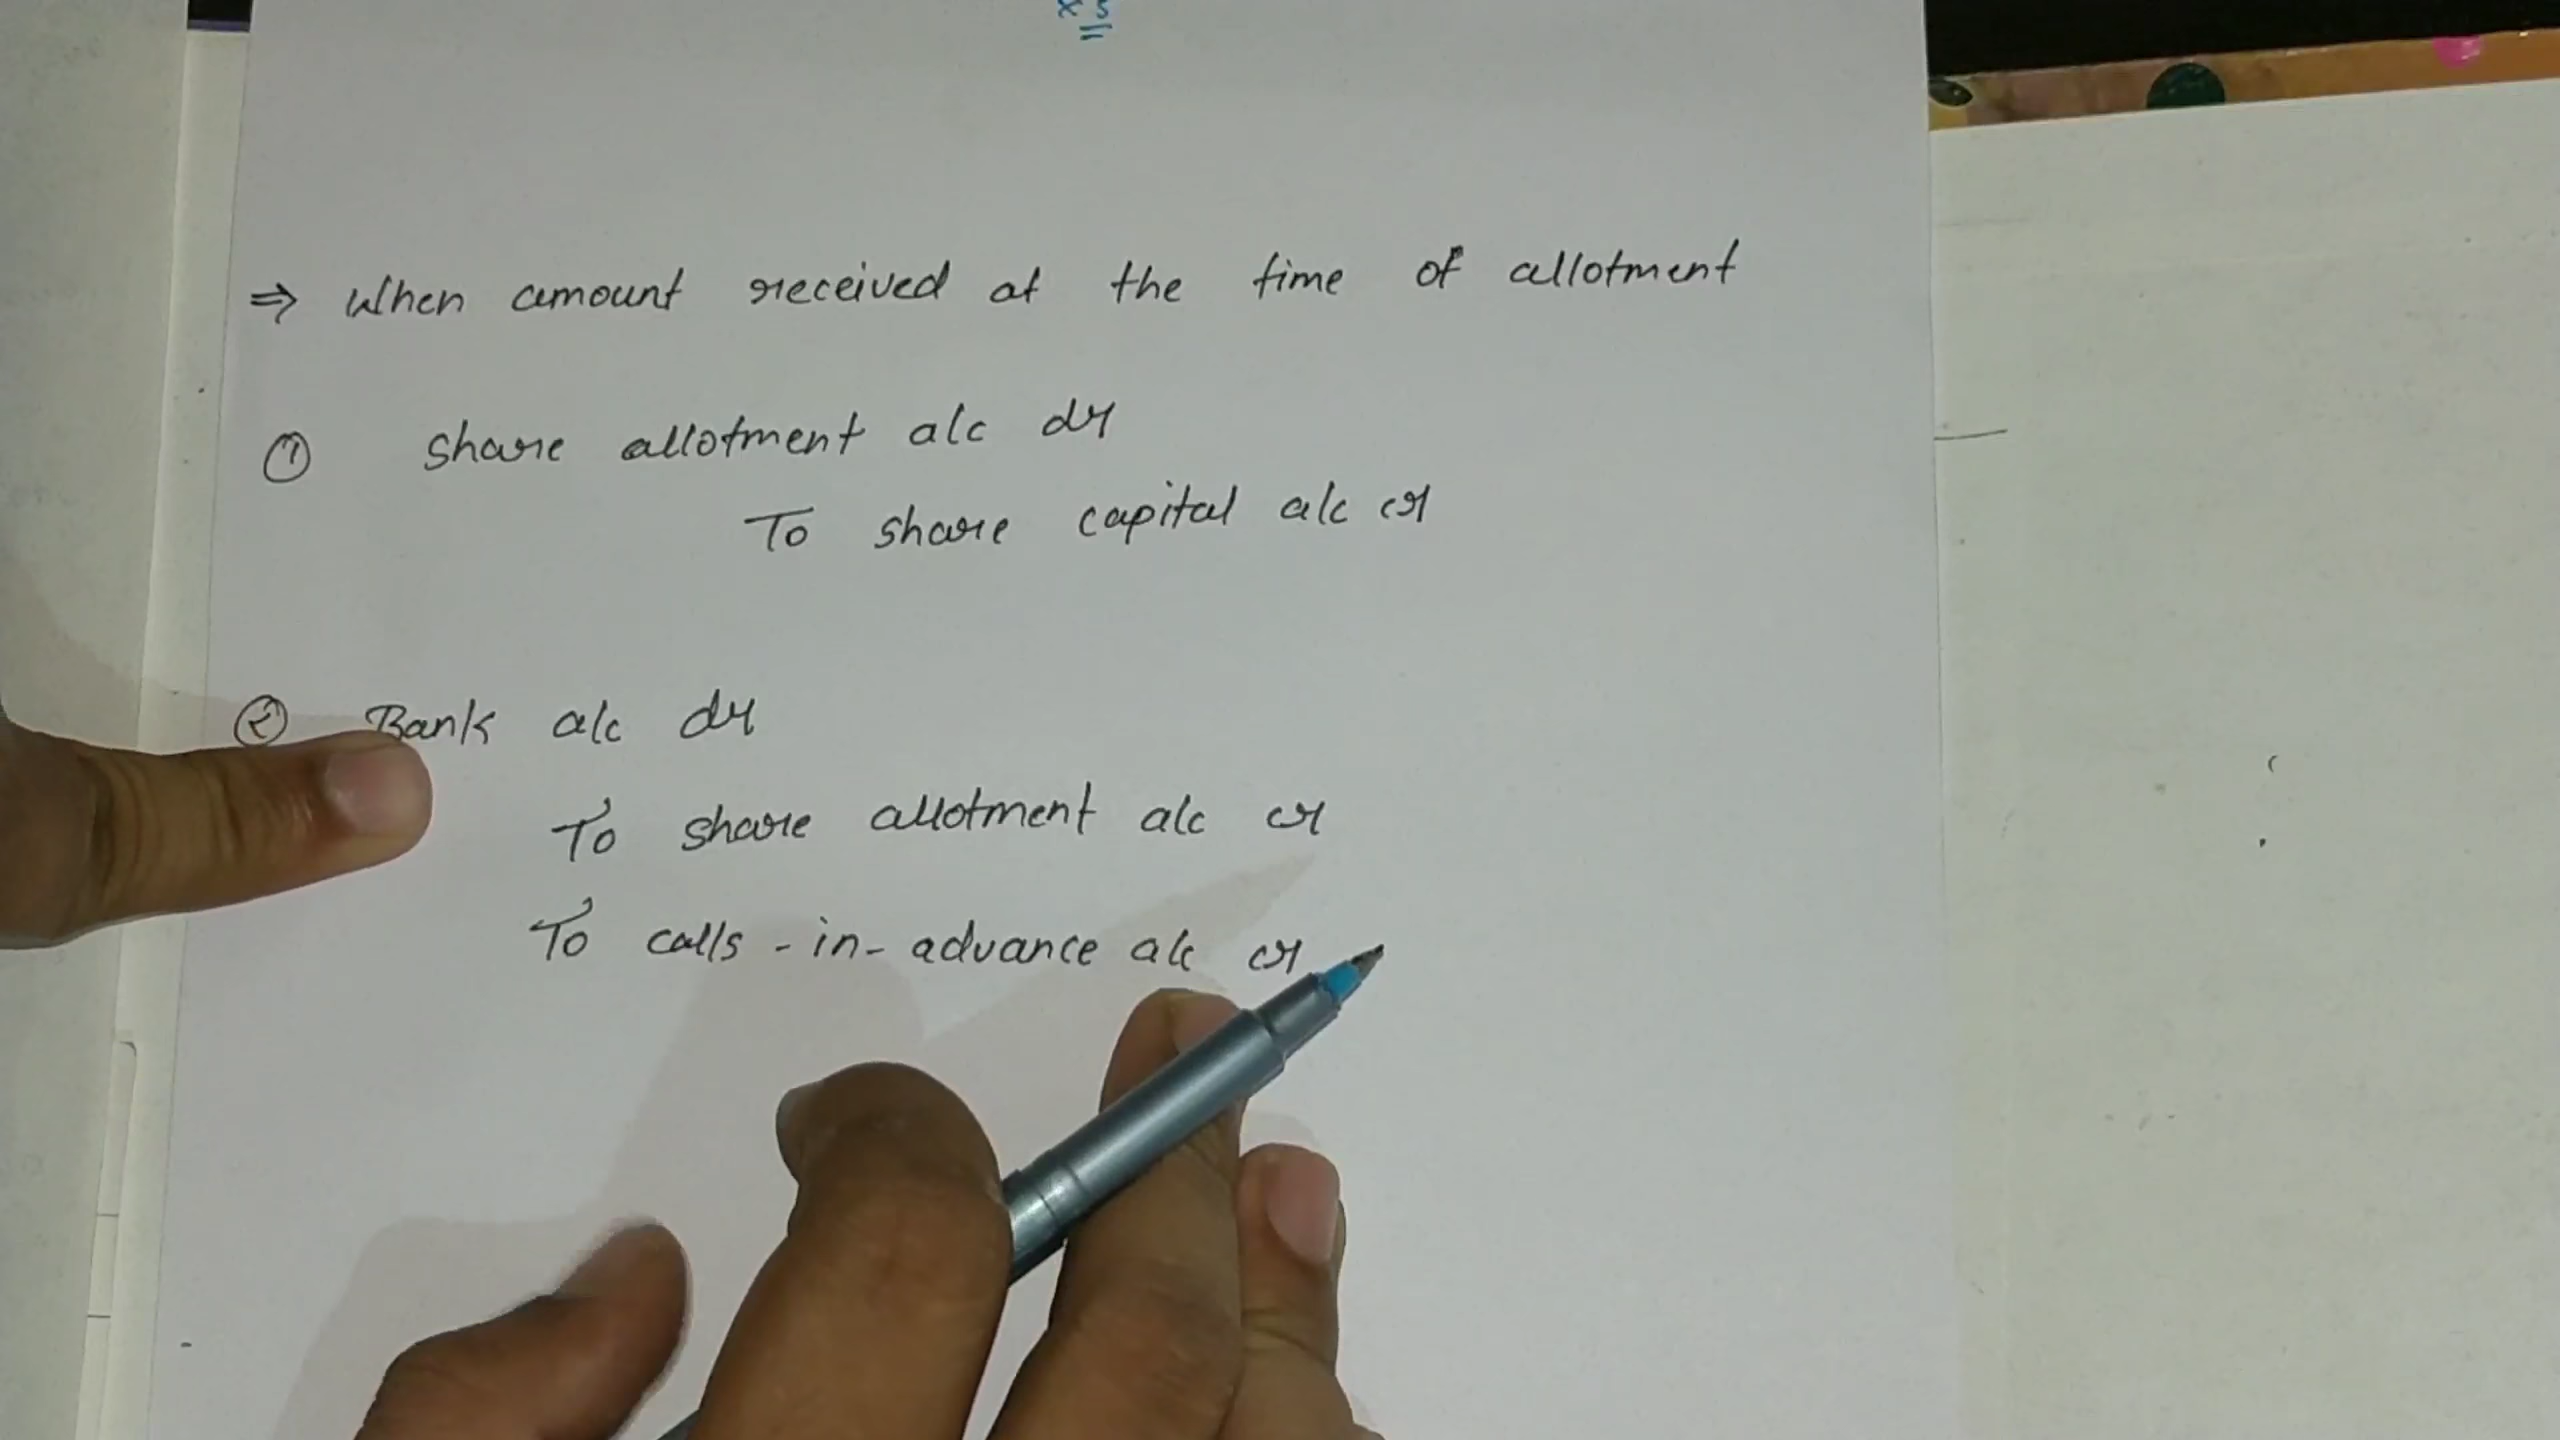 ⇒ When amount received at the time of allotment
① Share allotment a/c dr
To share capital a/c cr
② Bank a/c dr
To share allotment a/c cr
To calls-in-advance a/c cr